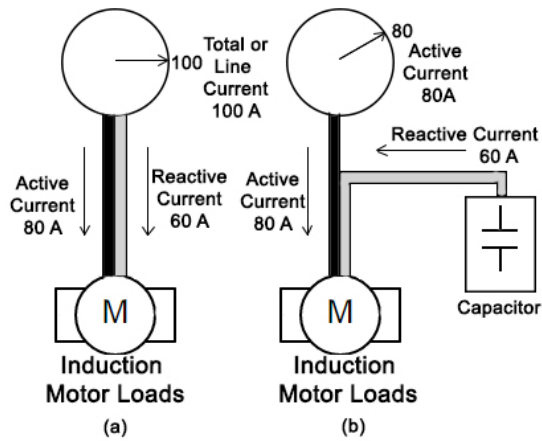 100
Total or
Line
Current
100 A
Active
Current
80 A
Reactive
Current
60 A
M
Induction
Motor Loads
(a)
80
Active
Current
80A
Reactive Current
60 A
Active
Current
80 A
Capacitor
M
Induction
Motor Loads
(b)